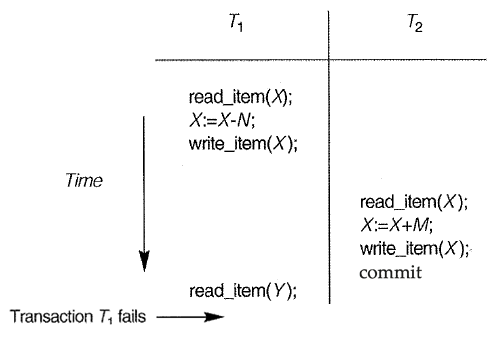 T1 T2
read_item(X);
X:=X-N;
write_item(X);
Time
read_item(X);
X:=X+M;
write_item(X);
commit
read_item(Y);
Transaction T1 fails